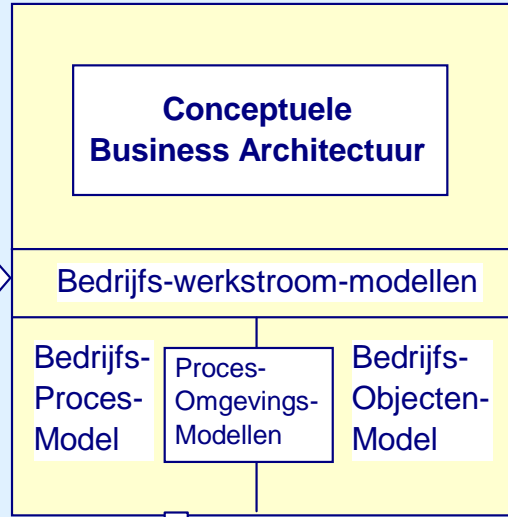 Conceptuele
Business Architectuur
Bedrijfs-werkstroom-modellen
Bedrijfs-
Proces-
Model
Proces-
Omgevings-
Modellen
Bedrijfs-
Objecten-
Model